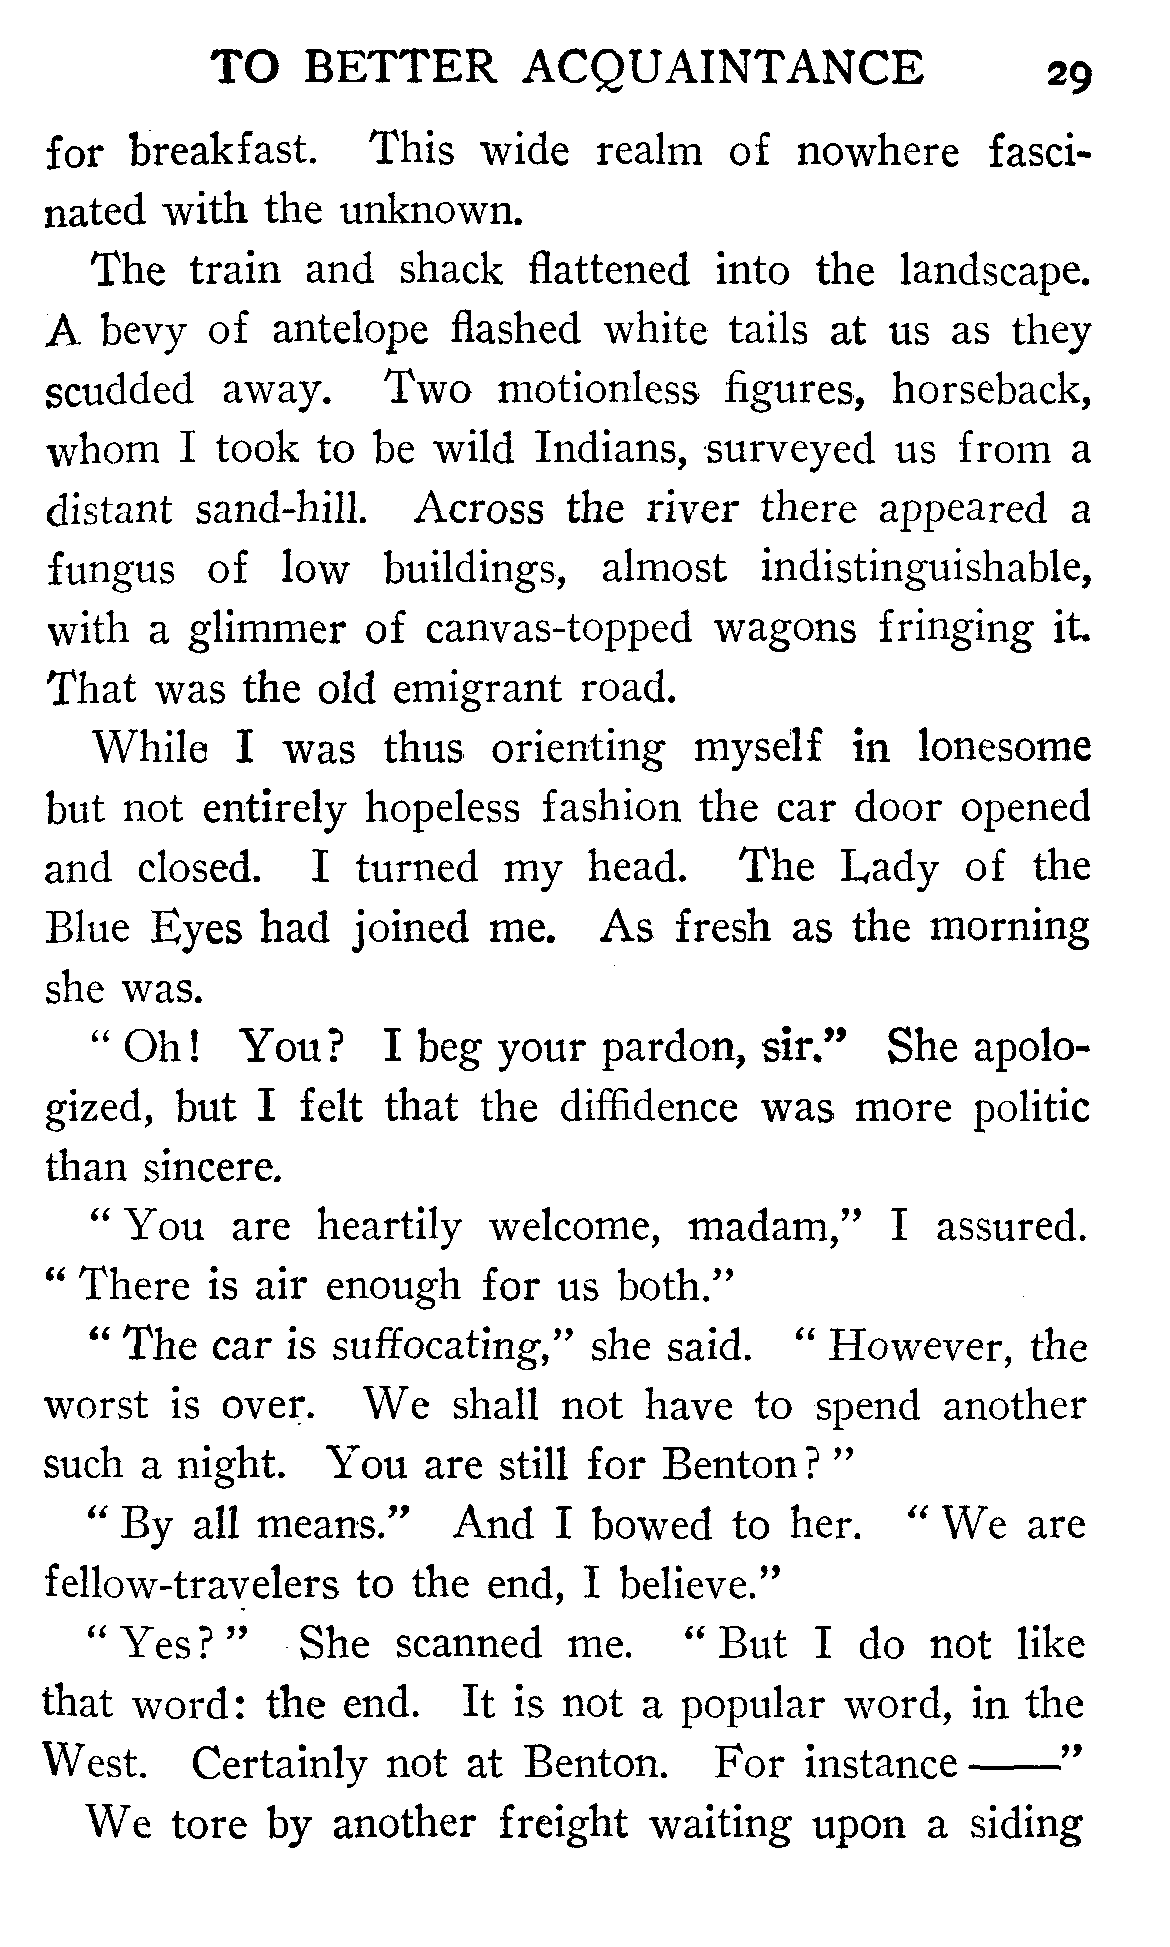 TO BETTER ACQUAINTANCE 29
for breakfast. This wide realm of nowhere fasci-
nated with the unknown.
The train and shack flattened into the landscape.
A bevy of antelope flashed white tails at us as they
scudded away. Two motionless figures, horseback,
whom I took to be wild Indians, surveyed us from a
distant sand-hill. Across the river there appeared a
fungus of low buildings, almost indistinguishable,
with a glimmer of canvas-topped wagons fringing it.
That was the old emigrant road.
While I was thus orienting myself in lonesome
but not entirely hopeless fashion the car door opened
and closed. I turned my head. The Lady of the
Blue Eyes had joined me. As fresh as the morning
she was.
“ Oh! You? I beg your pardon, sir.” She apolo-
gized, but I felt that the diffidence was more politic
than sincere.
“ You are heartily welcome, madam,” I assured.
“ There is air enough for us both.”
“ The car is suffocating,” she said. “ However, the
worst is over. We shall not have to spend another
such a night. You are still for Benton? ”
“ By all means.” And I bowed to her. “ We are
fellow-travelers to the end, I believe.”
“ Yes? ” She scanned me. “ But I do not like
that word: the end. It is not a popular word, in the
West. Certainly not at Benton. For instance ——”
We tore by another freight waiting upon a siding